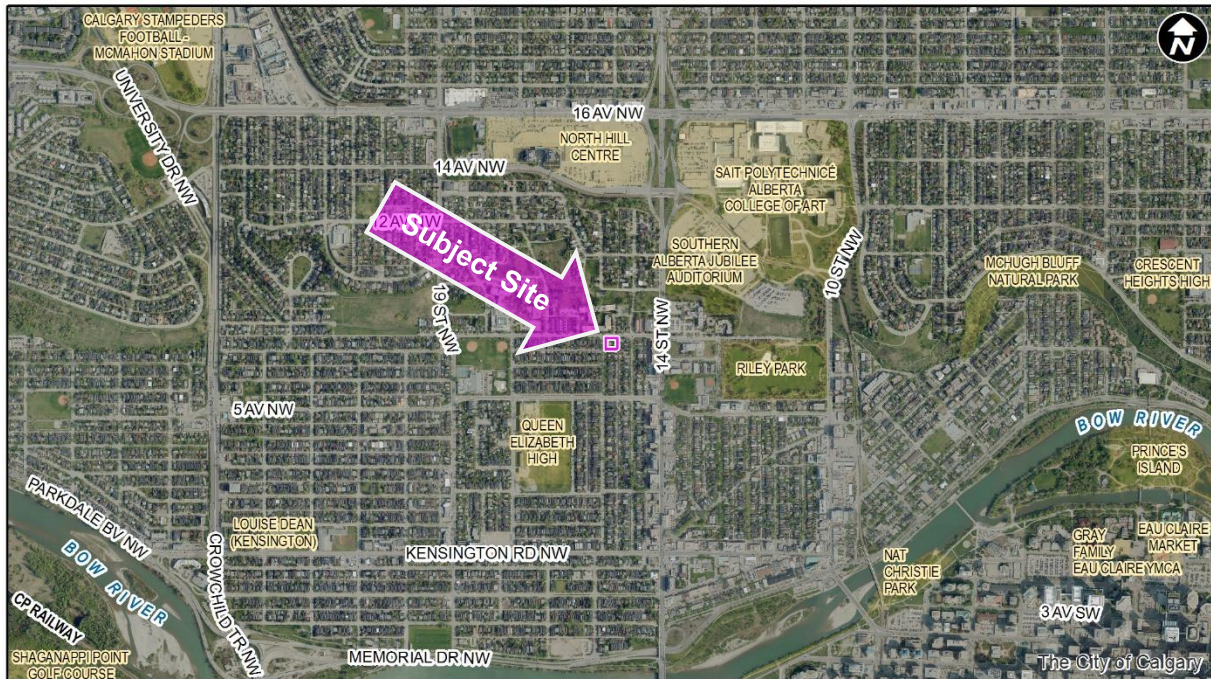 CALGARY STAMPEDERS
FOOTBALL -
MCMAHON STADIUM
N
UNIVERSITY DR NW
16 AV NW
NORTH HILL
CENTRE
14 AV NW
SAIT POLYTECHNIC
ALBERTA
COLLEGE OF ART
12 AV NW
Subject Site
SOUTHERN
ALBERTA JUBILEE
AUDITORIUM
10 ST NW
MCHUGH BLUFF
NATURAL PARK
CRESCENT
HEIGHTS HIGH
19 ST NW
14 ST NW
RILEY PARK
5 AV NW
QUEEN
ELIZABETH
HIGH
BOW RIVER
PRINCE'S
ISLAND
PARKDALE BV NW
LOUISE DEAN
(KENSINGTON)
KENSINGTON RD NW
BOW RIVER
CROWCHILD TR NW
NAT
CHRISTIE
PARK
GRAY
FAMILY
EAU CLAIRE YMCA
EAU CLAIRE
MARKET
3 AV SW
CP RAILWAY
SHAGANAPPI POINT
GOLF COURSE
MEMORIAL DR NW
The City of Calgary